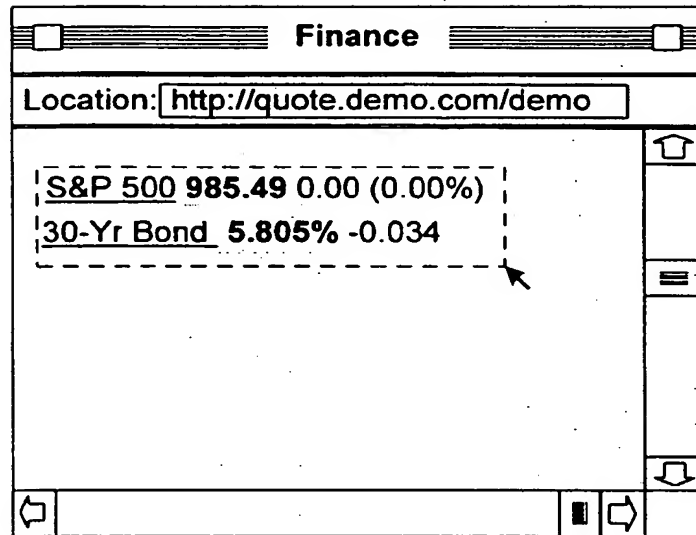 Finance
Location: http://quote.demo.com/demo
S&P 500 985.49 0.00 (0.00%)
30-Yr Bond 5.805% -0.034